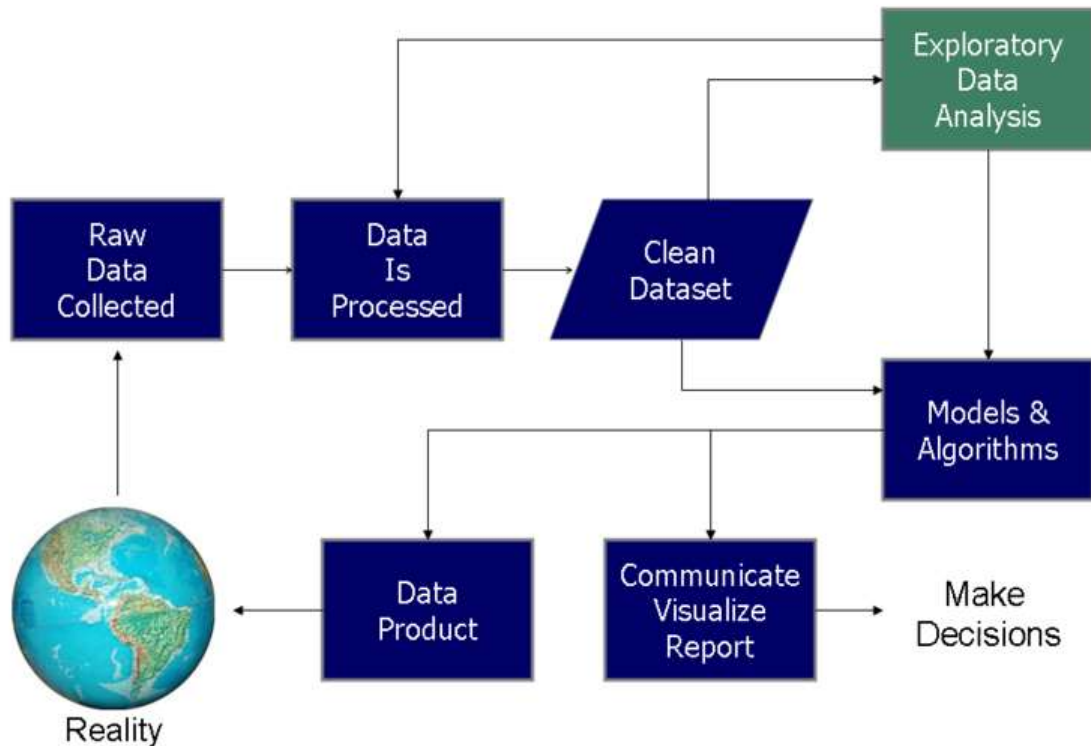 Exploratory
Data
Analysis
Raw
Data
Collected
Data
Is
Processed
Clean
Dataset
Models &
Algorithms
Data
Product
Communicate
Visualize
Report
Make
Decisions
Reality